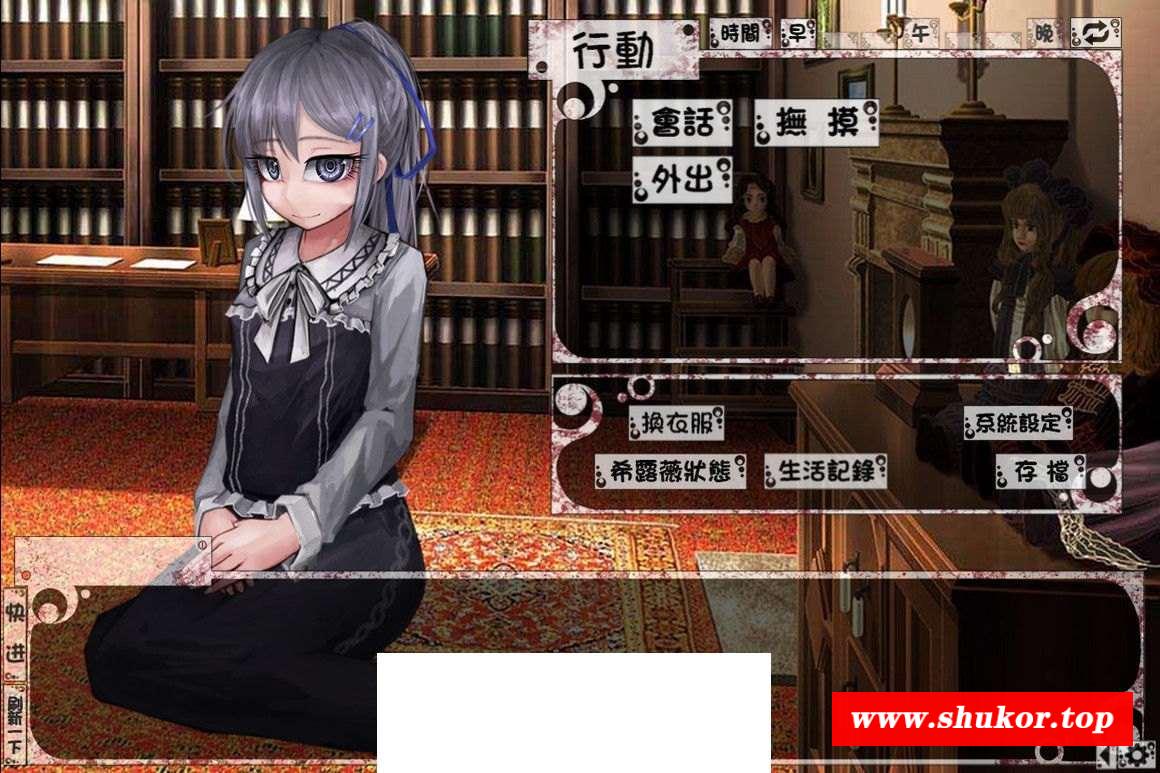 行動
時間
早
午
晚
會話
撫 摸
外出
換衣服
系統設定
希露薇狀態
生活記錄
存 檔
快进
刷新一下
www.shukor.top